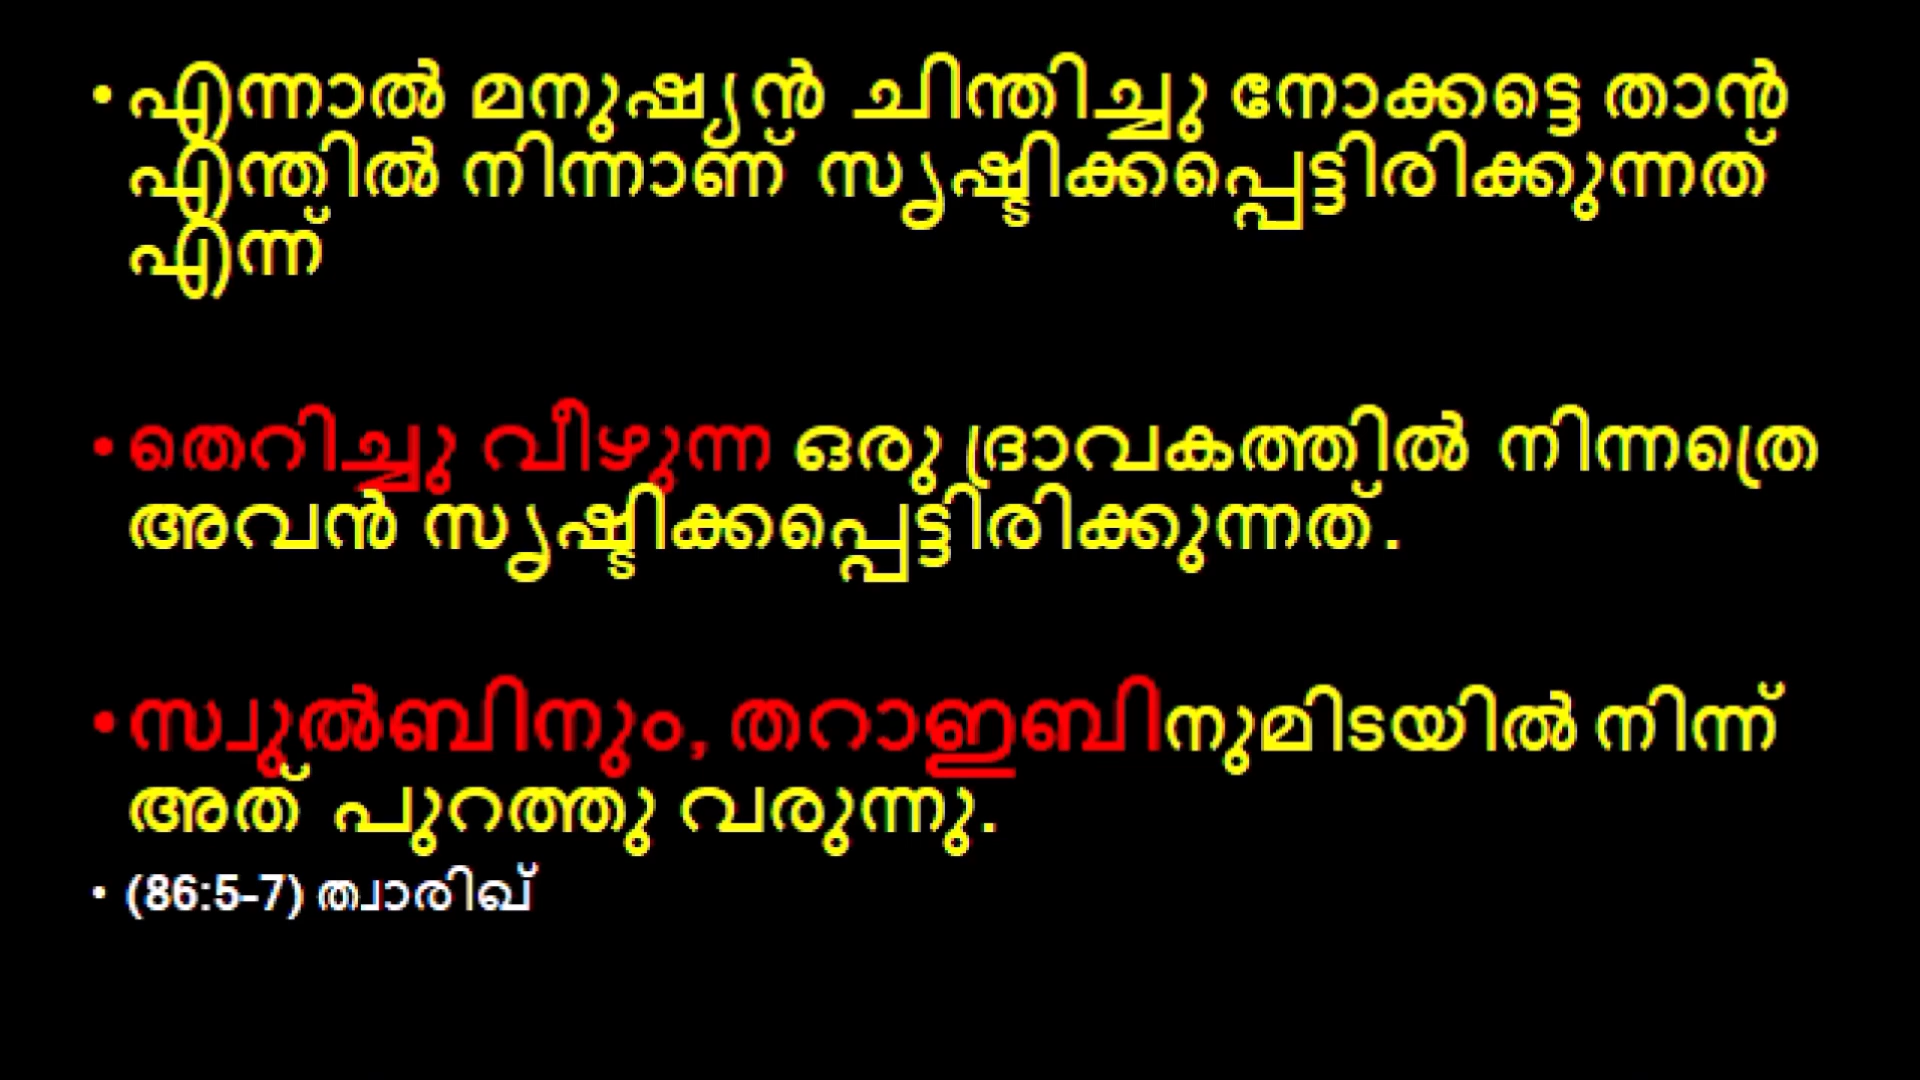 • എന്നാൽ മനുഷ്യൻ ചിന്തിച്ചു നോക്കട്ടെ താൻ
എന്തിൽ നിന്നാണ് സൃഷ്ടിക്കപ്പെട്ടിരിക്കുന്നത്
എന്ന്
• തെറിച്ചു വീഴുന്ന ഒരു ദ്രാവകത്തിൽ നിന്നത്രെ
അവൻ സൃഷ്ടിക്കപ്പെട്ടിരിക്കുന്നത്.
• സ്വുൽബിനും, തറാഇബിനുമിടയിൽ നിന്ന്
അത് പുറത്തു വരുന്നു.
• (86:5-7) ത്വാരിഖ്